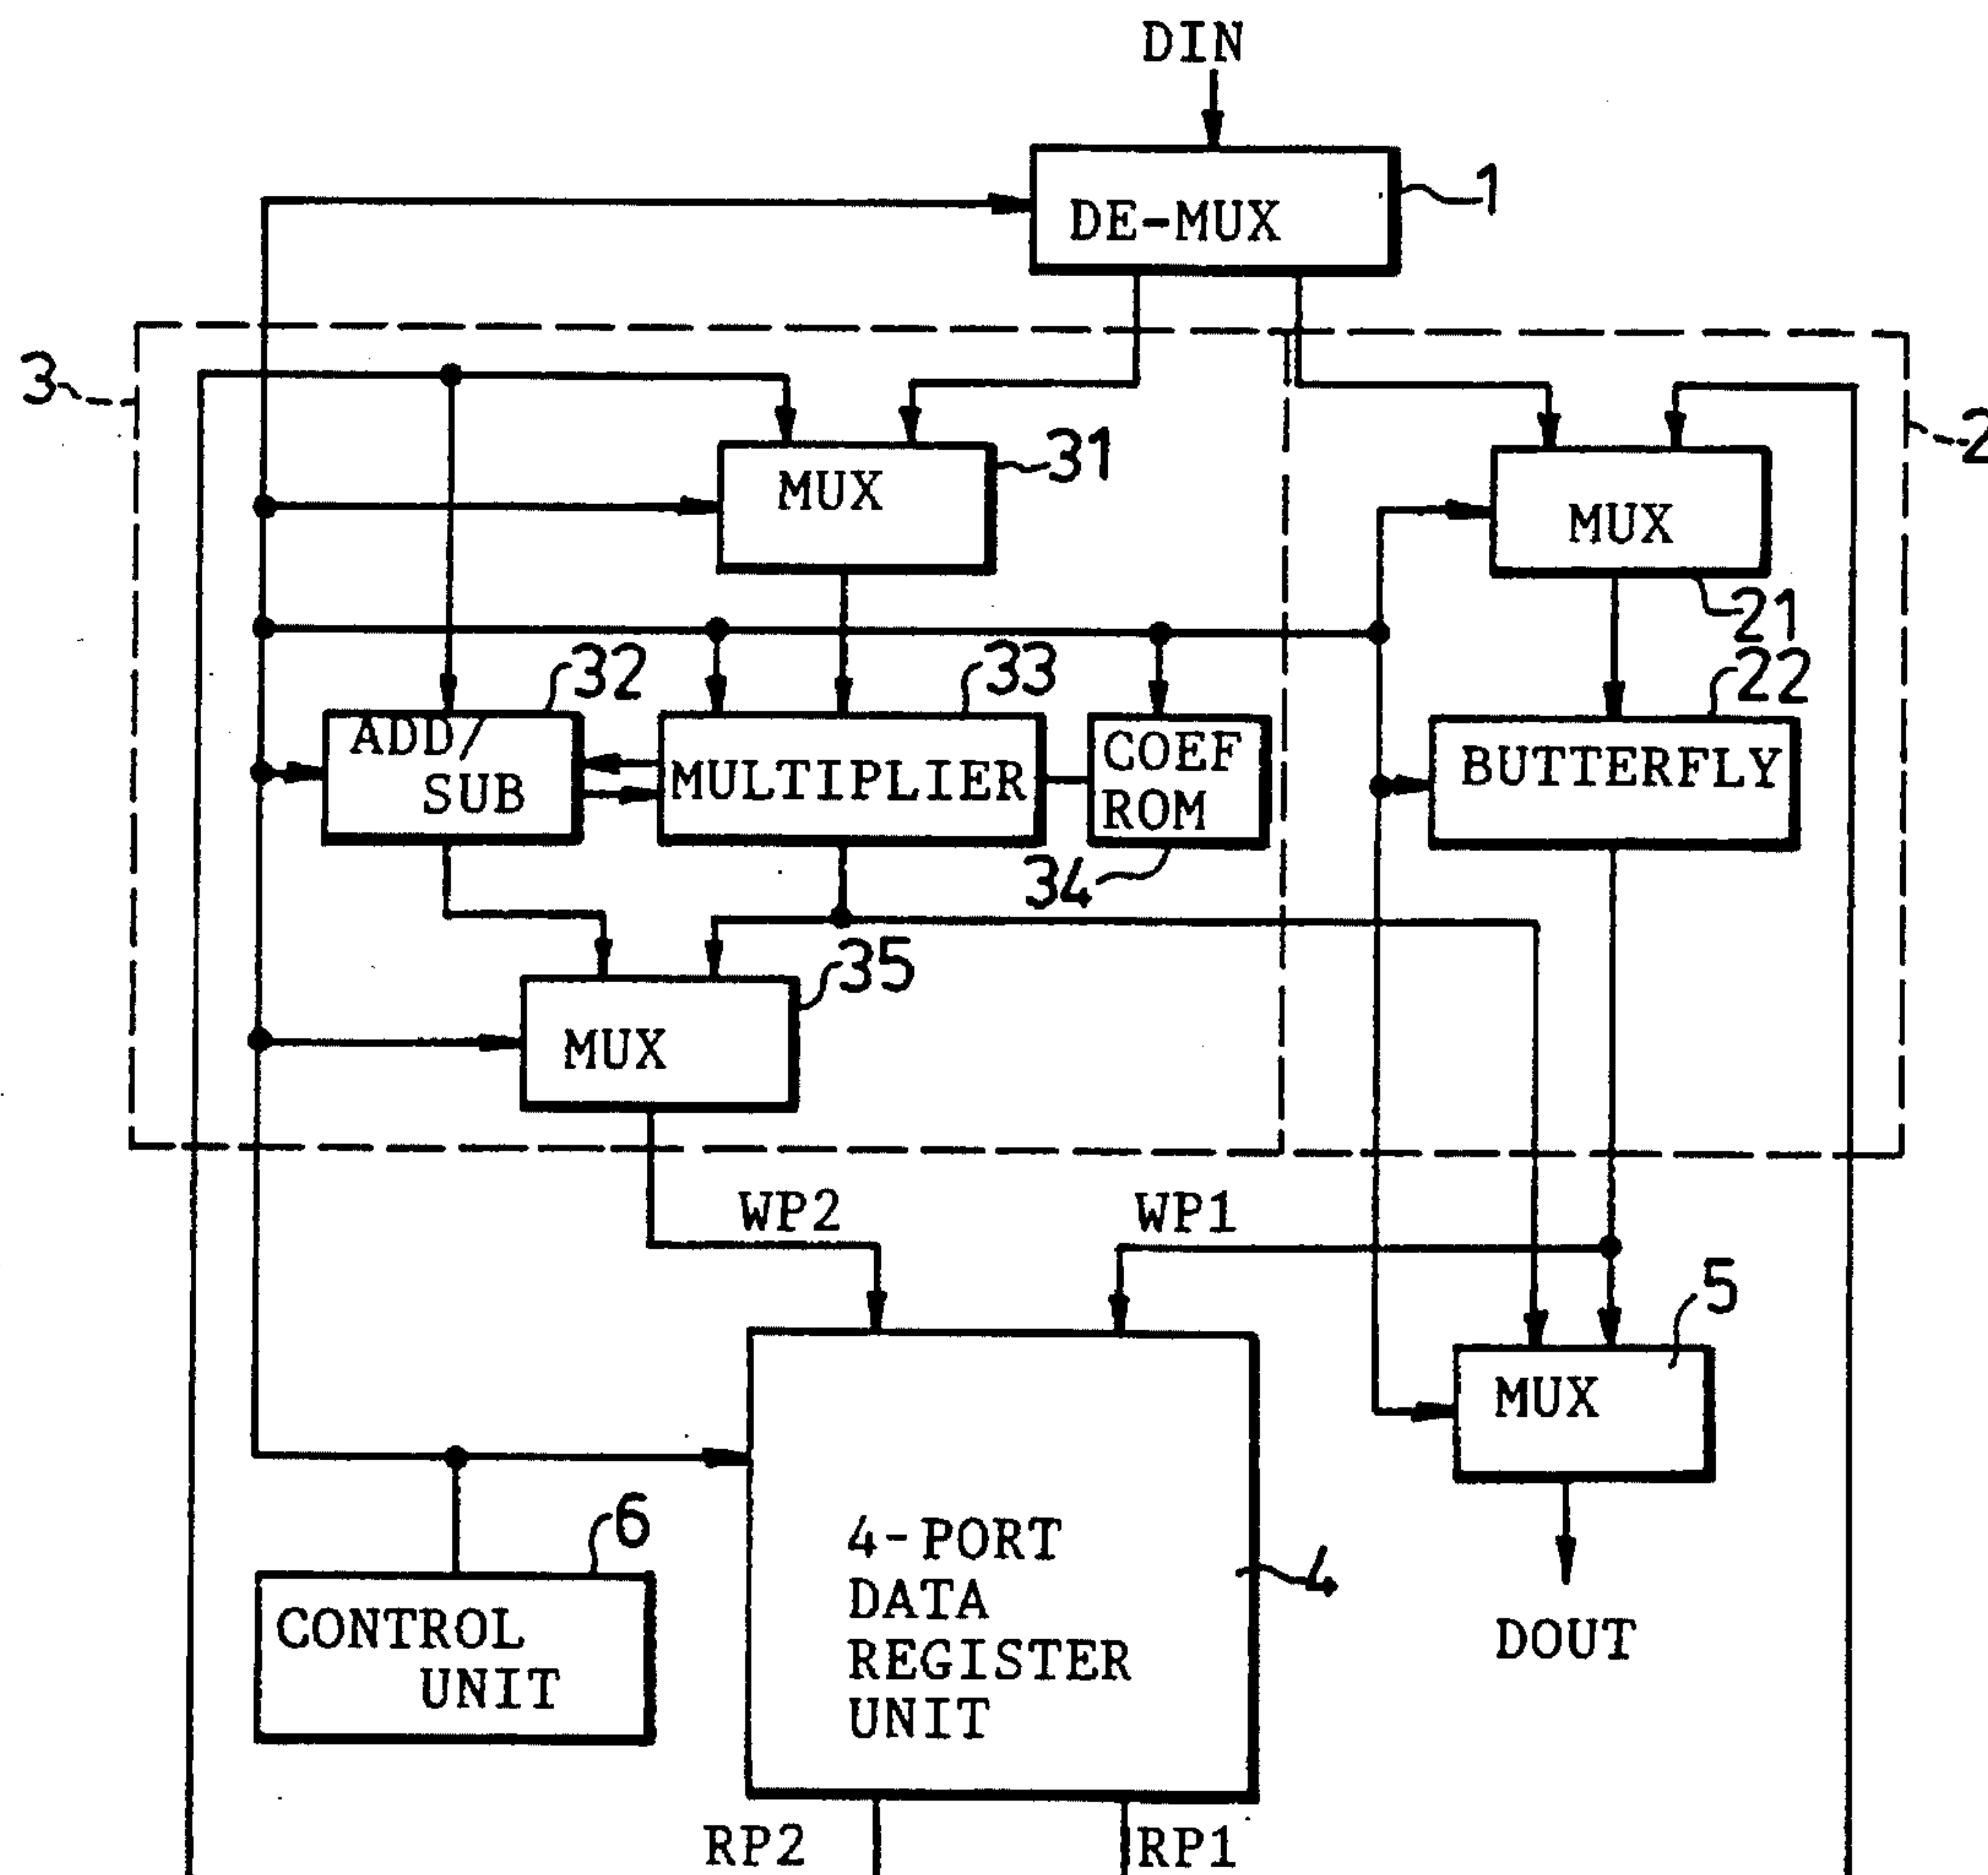 DIN
DE-MUX
1
3
2
MUX
31
MUX
21
32
33
22
ADD/
SUB
MULTIPLIER
COEF
ROM
BUTTERFLY
34
35
MUX
WP2
WP1
5
MUX
6
4-PORT
DATA
REGISTER
UNIT
4
CONTROL
UNIT
DOUT
RP2
RP1